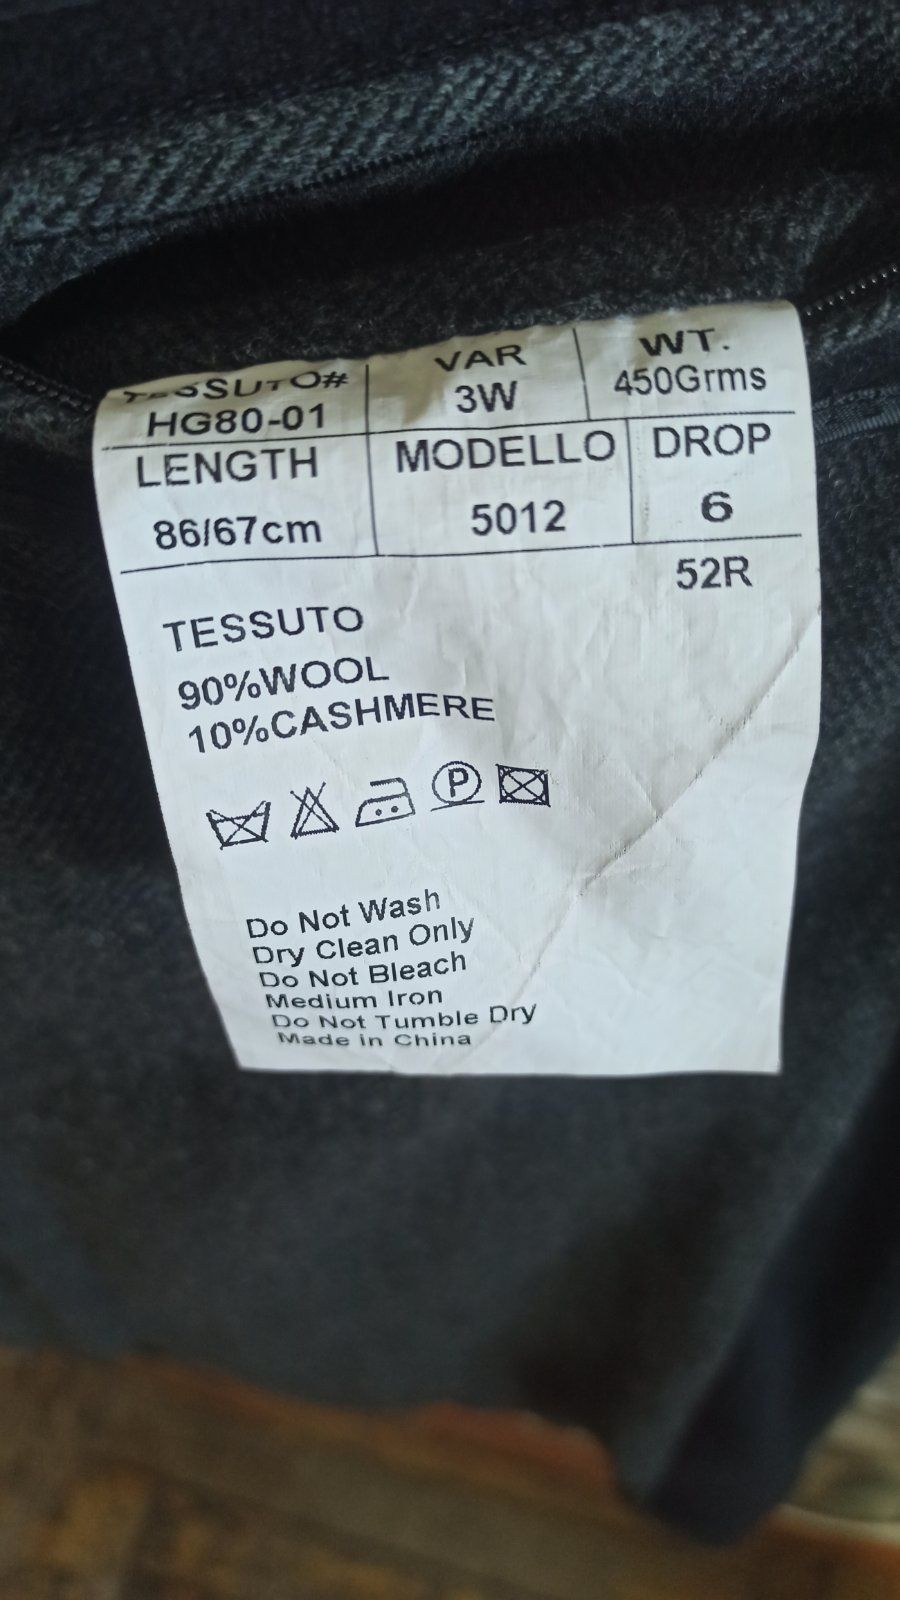 TESSUTO# VAR WT.
HG80-01 3W 450Grms
LENGTH MODELLO DROP
86/67cm 5012 6
52R
TESSUTO
90%WOOL
10%CASHMERE
P
Do Not Wash
Dry Clean Only
Do Not Bleach
Medium Iron
Do Not Tumble Dry
Made in China